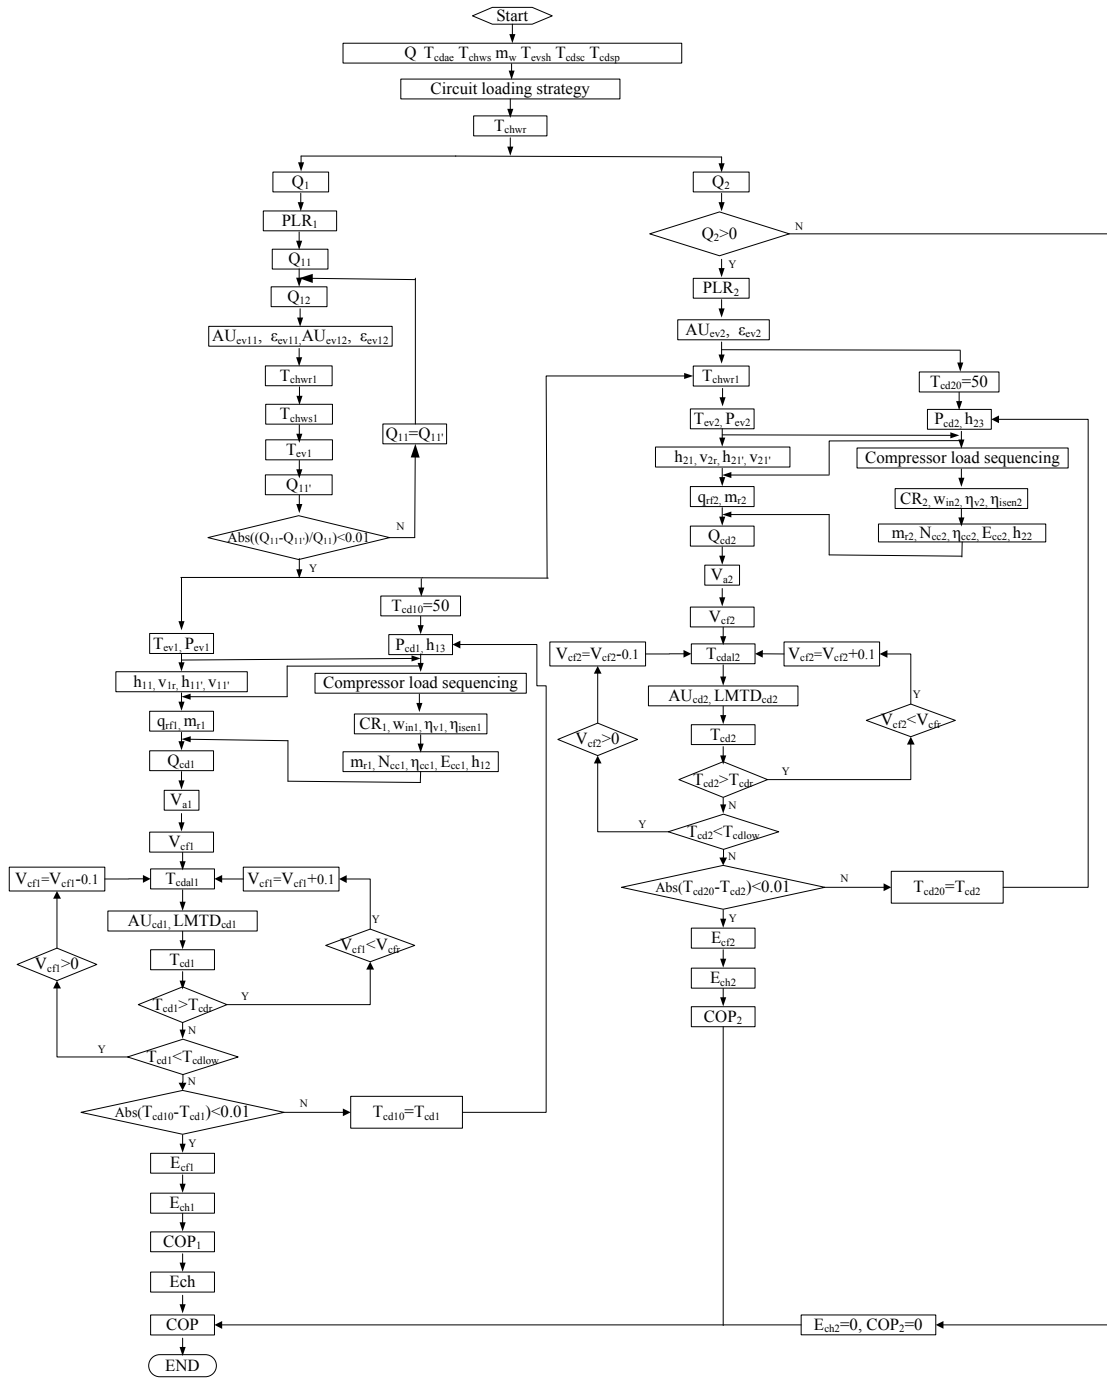 Start
Q T_cdae T_chws m_w T_evsh T_cdsc T_cdsp
Circuit loading strategy
T_chwr
Q_1
PLR_1
Q_11
Q_12
AU_ev11, ε_ev11, AU_ev12, ε_ev12
T_chwr1
T_chws1
T_ev1
Q_11'
Q_11=Q_11'
Abs((Q_11-Q_11')/Q_11)<0.01
N
Y
T_cd10=50
T_ev1, P_ev1
P_cd1, h_13
h_11, v_1r, h_11', v_11'
Compressor load sequencing
q_rf1, m_r1
CR_1, w_in1, η_v1, η_isen1
Q_cd1
m_r1, N_cc1, η_cc1, E_cc1, h_12
V_a1
V_cf1
V_cf1=V_cf1-0.1
T_cdal1
V_cf1=V_cf1+0.1
AU_cd1, LMTD_cd1
Y
V_cf1>0
T_cd1
V_cf1<V_cfr
T_cd1>T_cdr
Y
N
Y
T_cd1<T_cdlow
N
Abs(T_cd10-T_cd1)<0.01
N
T_cd10=T_cd1
Y
E_cf1
E_ch1
COP_1
Ech
COP
END
Q_2
Q_2>0
N
Y
PLR_2
AU_ev2, ε_ev2
T_chwr1
T_cd20=50
T_ev2, P_ev2
P_cd2, h_23
h_21, v_2r, h_21', v_21'
Compressor load sequencing
q_rf2, m_r2
CR_2, w_in2, η_v2, η_isen2
Q_cd2
m_r2, N_cc2, η_cc2, E_cc2, h_22
V_a2
V_cf2
V_cf2=V_cf2-0.1
T_cdal2
V_cf2=V_cf2+0.1
AU_cd2, LMTD_cd2
Y
V_cf2>0
V_cf2<V_cfr
T_cd2
T_cd2>T_cdr
Y
N
Y
T_cd2<T_cdlow
N
Abs(T_cd20-T_cd2)<0.01
N
T_cd20=T_cd2
Y
E_cf2
E_ch2
COP_2
E_ch2=0, COP_2=0